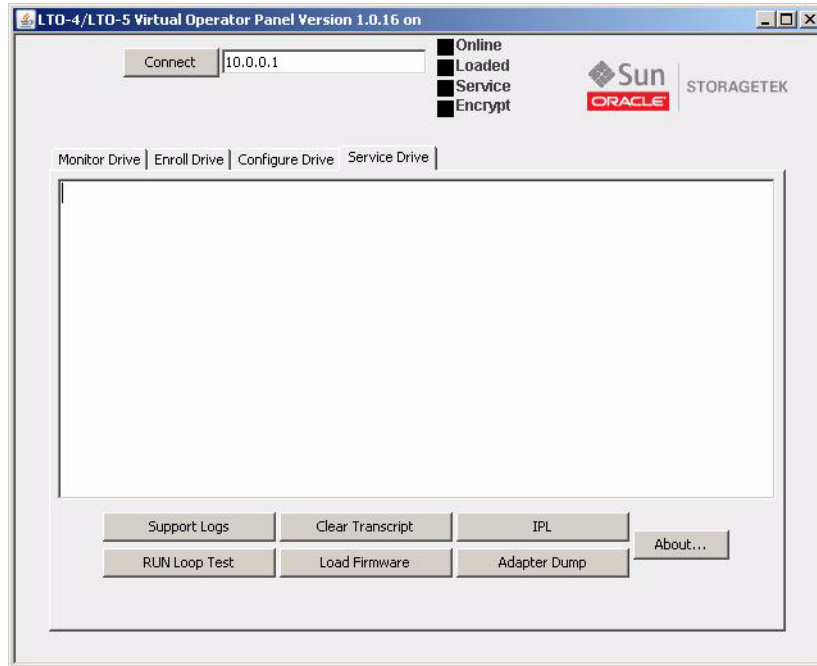 LTO-4/LTO-5 Virtual Operator Panel Version 1.0.16 on
Connect 10.0.0.1
Online
Loaded
Service
Encrypt
Sun
ORACLE
STORAGETEK
Monitor Drive Enroll Drive Configure Drive Service Drive
Support Logs Clear Transcript IPL
About...
RUN Loop Test Load Firmware Adapter Dump